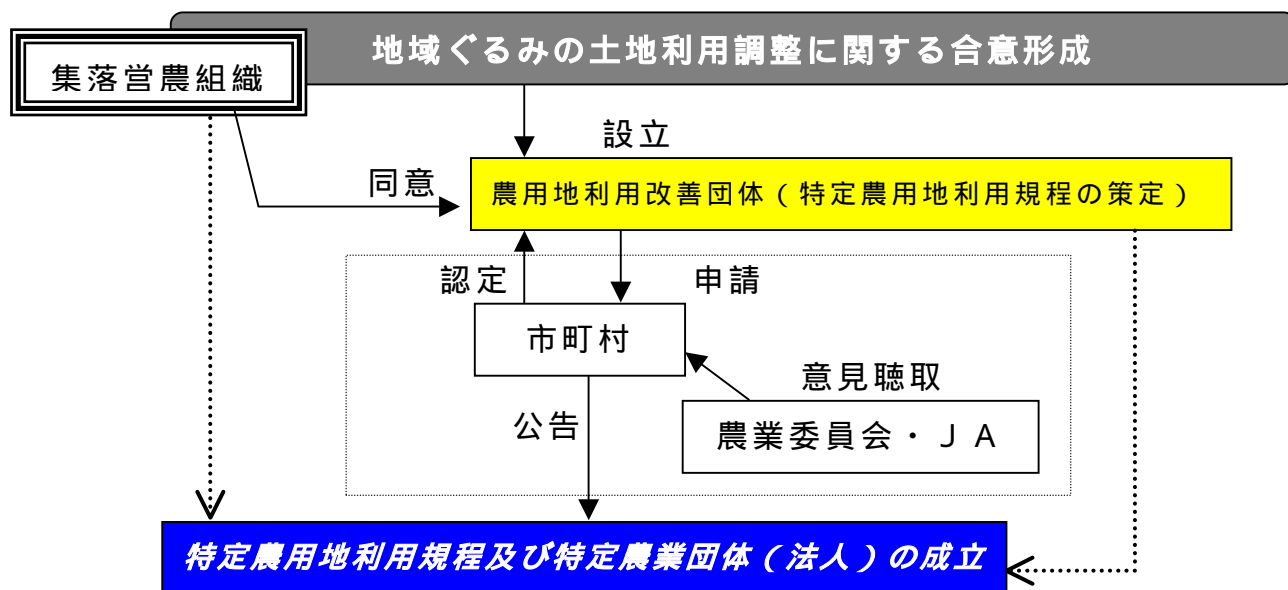 地域ぐるみの土地利用調整に関する合意形成
集落営農組織
設立
同意
農用地利用改善団体（特定農用地利用規程の策定）
認定
申請
市町村
意見聴取
公告
農業委員会・ＪＡ
特定農用地利用規程及び特定農業団体（法人）の成立